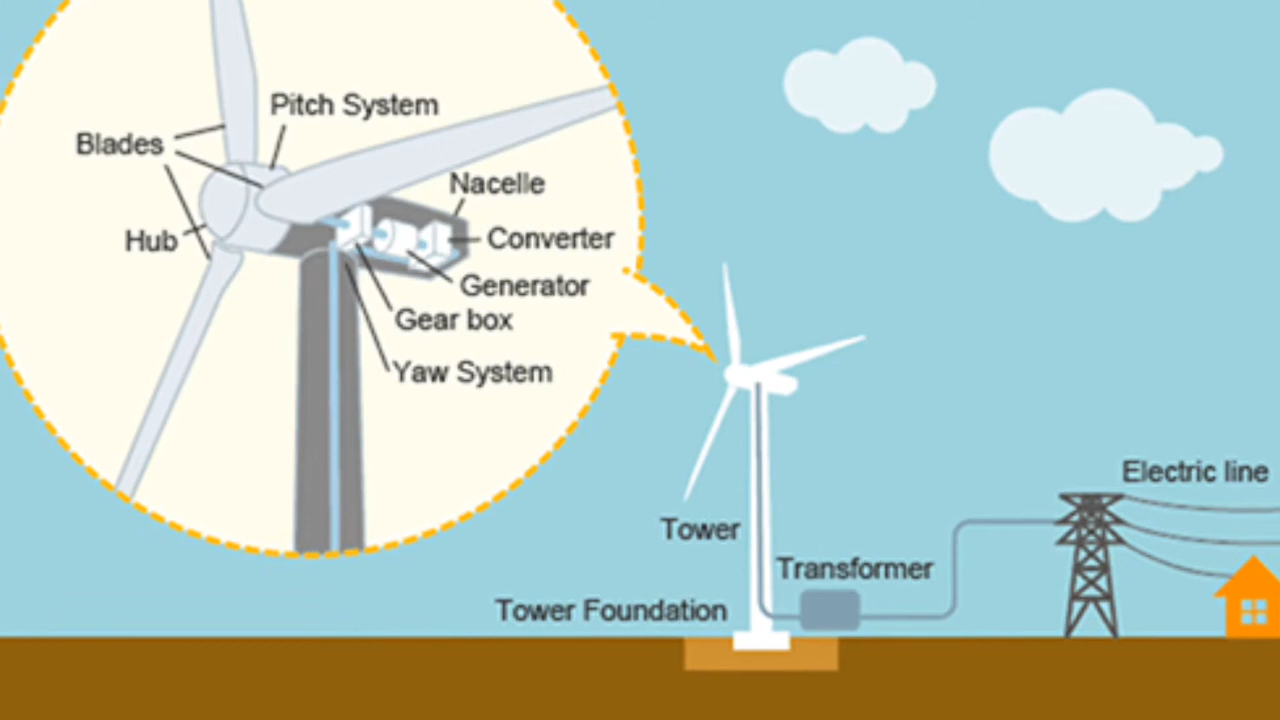 Pitch System
Blades
Nacelle
Hub
Converter
Generator
Gear box
Yaw System
Electric line
Tower
Transformer
Tower Foundation